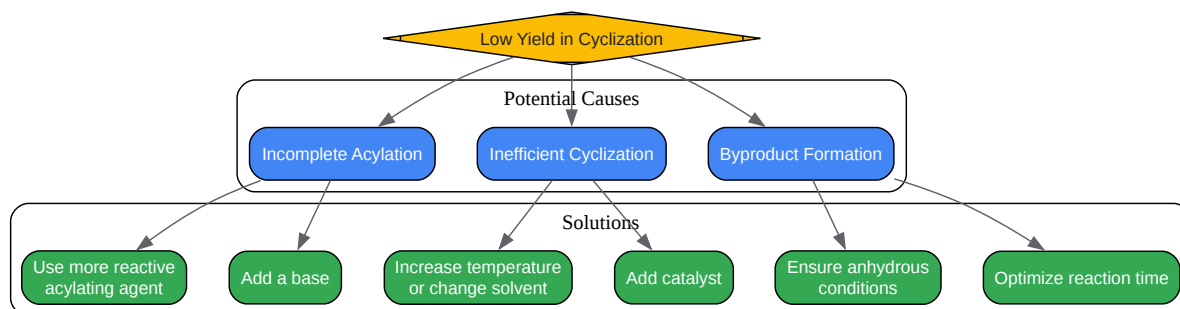 Low Yield in Cyclization
Potential Causes
Incomplete Acylation
Inefficient Cyclization
Byproduct Formation
Solutions
Use more reactive
acylating agent
Add a base
Increase temperature
or change solvent
Add catalyst
Ensure anhydrous
conditions
Optimize reaction time